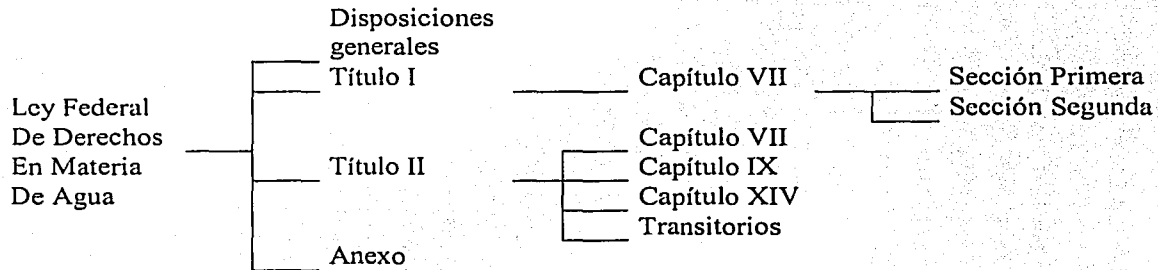 Disposiciones
generales
Título I
Capítulo VII
Sección Primera
Sección Segunda
Ley Federal
De Derechos
En Materia
De Agua
Título II
Capítulo VII
Capítulo IX
Capítulo XIV
Transitorios
Anexo